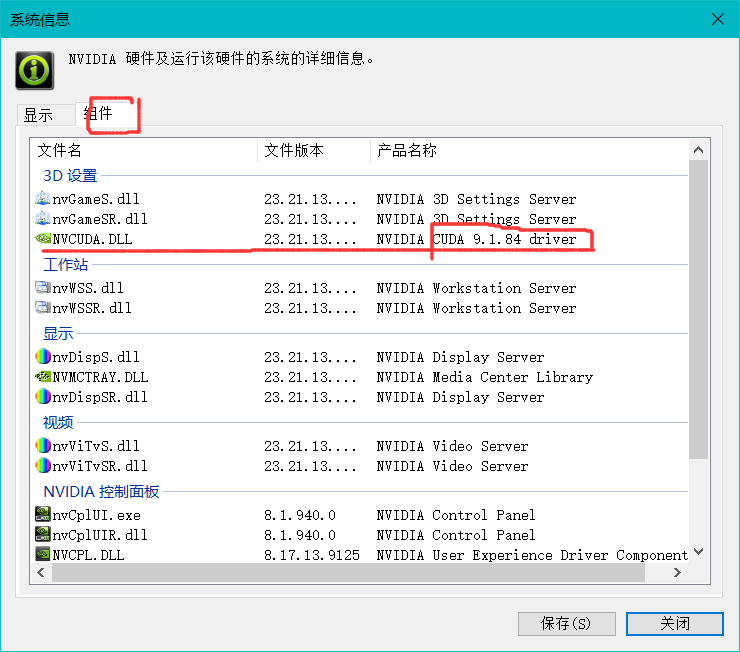 系统信息
NVIDIA 硬件及运行该硬件的系统的详细信息。
显示 组件
文件名 文件版本 产品名称
3D 设置
nvGameS.dll 23.21.13.... NVIDIA 3D Settings Server
nvGameSR.dll 23.21.13.... NVIDIA 3D Settings Server
NVCUDA.DLL 23.21.13.... NVIDIA CUDA 9.1.84 driver
工作站
nvWSS.dll 23.21.13.... NVIDIA Workstation Server
nvWSSR.dll 23.21.13.... NVIDIA Workstation Server
显示
nvDispS.dll 23.21.13.... NVIDIA Display Server
NVMCTRAY.DLL 23.21.13.... NVIDIA Media Center Library
nvDispSR.dll 23.21.13.... NVIDIA Display Server
视频
nvViTvS.dll 23.21.13.... NVIDIA Video Server
nvViTvSR.dll 23.21.13.... NVIDIA Video Server
NVIDIA 控制面板
nvCplUI.exe 8.1.940.0 NVIDIA Control Panel
nvCplUIR.dll 8.1.940.0 NVIDIA Control Panel
NVCPL.DLL 8.17.13.9125 NVIDIA User Experience Driver Component
保存(S) 关闭